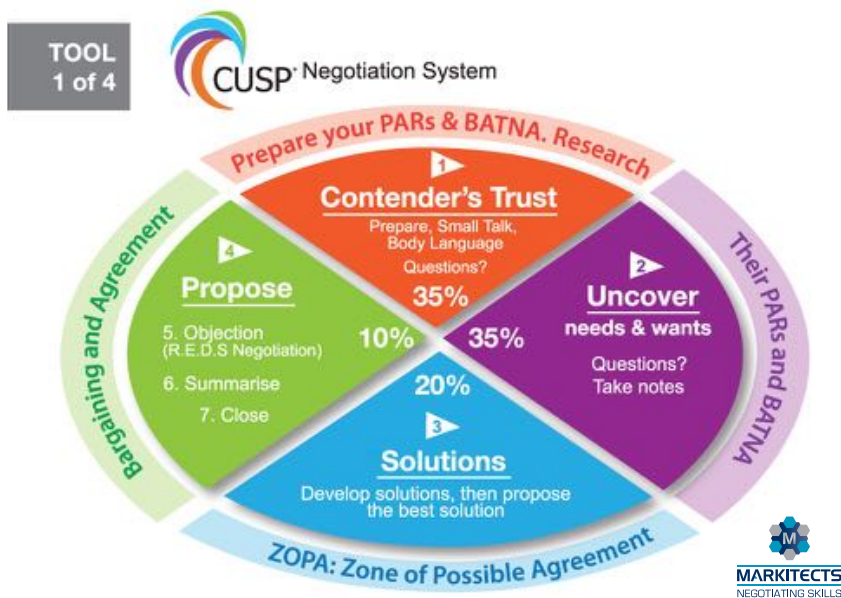 TOOL
1 of 4
CUSP® Negotiation System
Prepare your PARs & BATNA. Research
1
Contender's Trust
Prepare, Small Talk,
Body Language
Questions?
35%
2
Uncover
needs & wants
35%
Questions?
Take notes
Their PARs and BATNA
20%
3
Solutions
Develop solutions, then propose
the best solution
ZOPA: Zone of Possible Agreement
4
Propose
10%
5. Objection
(R.E.D.S Negotiation)
6. Summarise
7. Close
Bargaining and Agreement
M
MARKITECTS
NEGOTIATING SKILLS